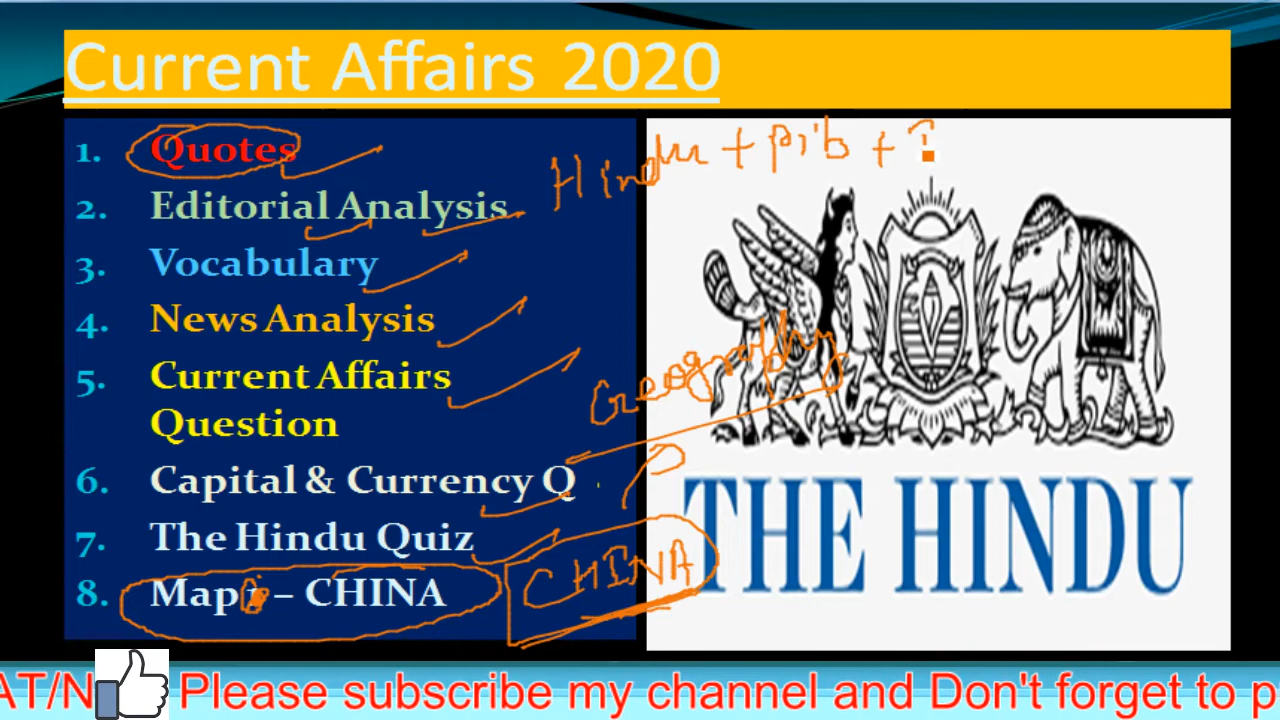 Current Affairs 2020
1. Quotes
2. Editorial Analysis
3. Vocabulary
4. News Analysis
5. Current Affairs
Question
6. Capital & Currency Q
7. The Hindu Quiz
8. Map – CHINA
Hindu + pib + ?
Geography
CHINA
THE HINDU
AT/N Please subscribe my channel and Don't forget to p